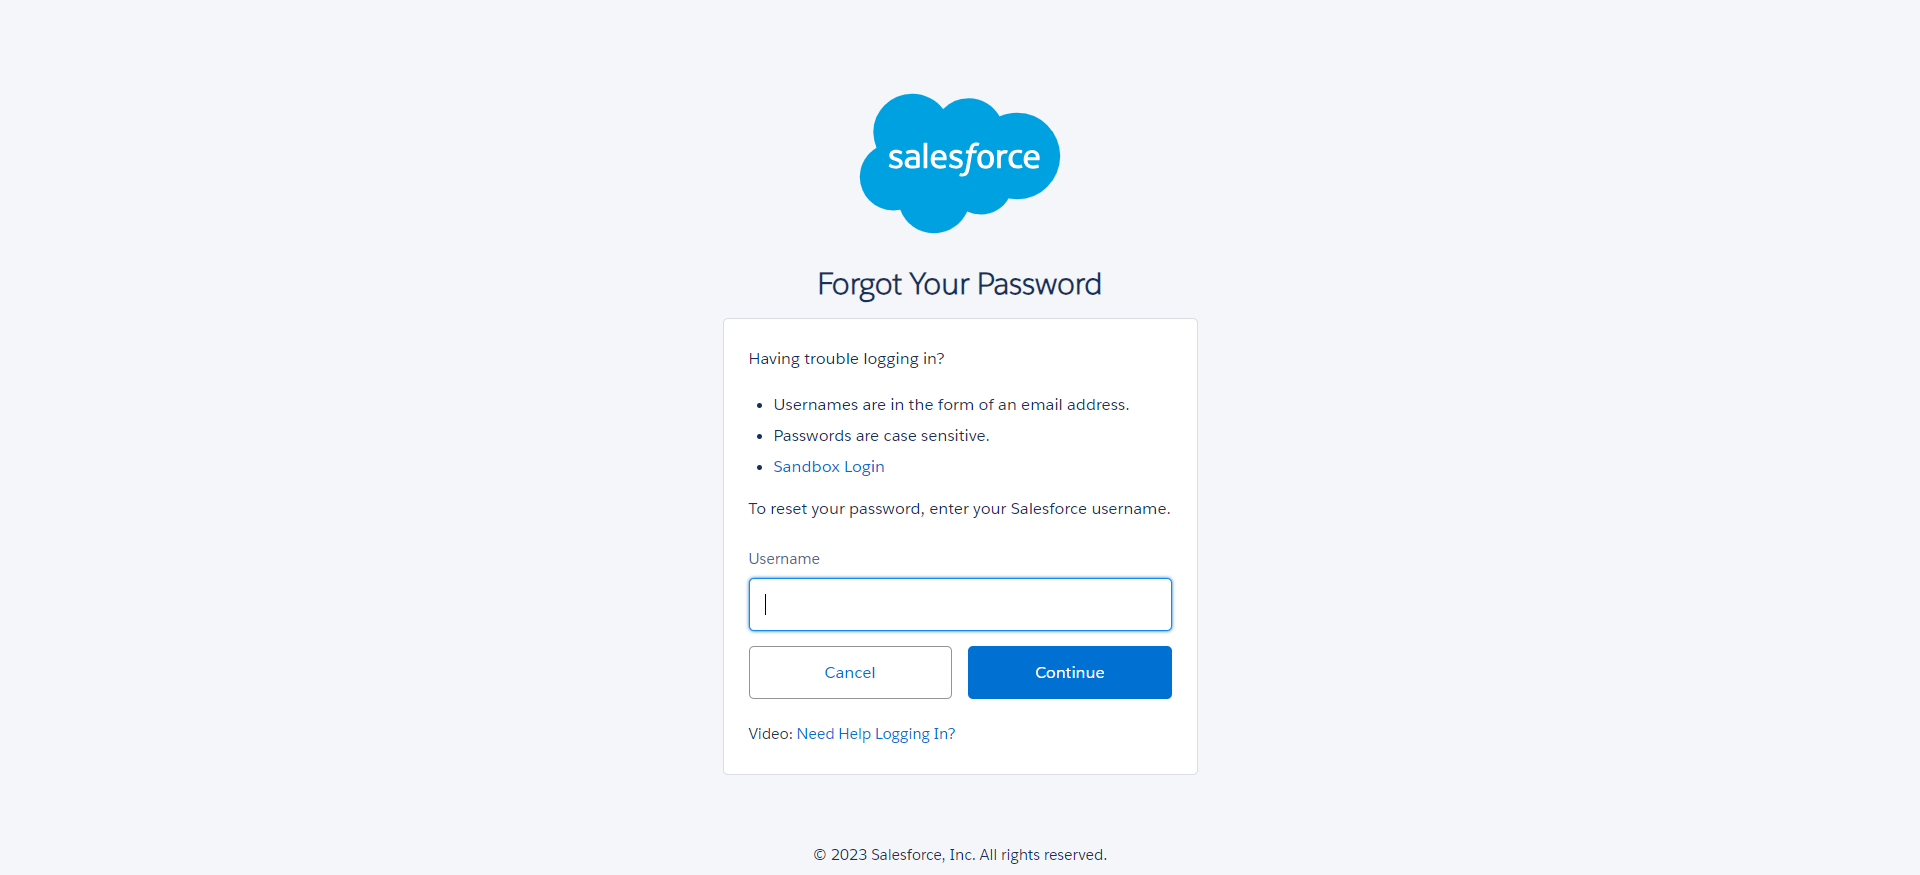 salesforce
Forgot Your Password
Having trouble logging in?
• Usernames are in the form of an email address.
• Passwords are case sensitive.
• Sandbox Login
To reset your password, enter your Salesforce username.
Username
Cancel
Continue
Video: Need Help Logging In?
© 2023 Salesforce, Inc. All rights reserved.